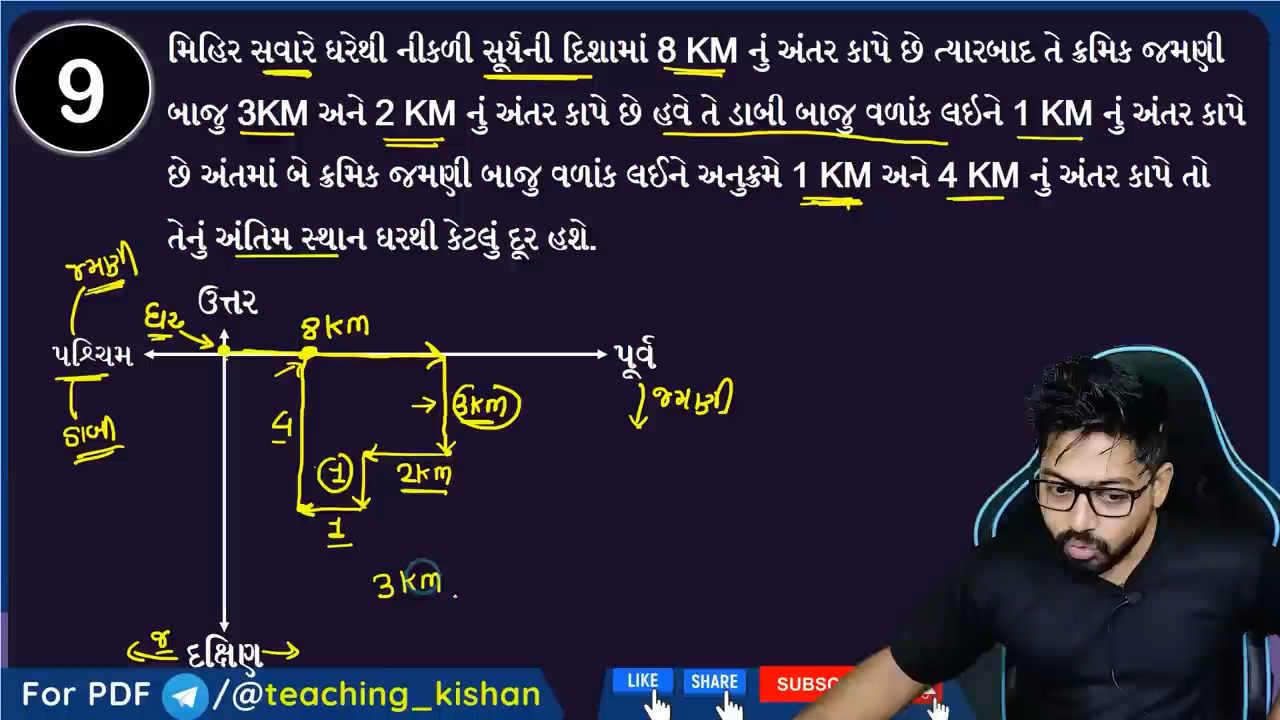 9
મિહિર સવારે ઘરેથી નીકળી સૂર્યની દિશામાં 8 KM નું અંતર કાપે છે ત્યારબાદ તે ક્રમિક જમણી
બાજુ 3KM અને 2 KM નું અંતર કાપે છે હવે તે ડાબી બાજુ વળાંક લઈને 1 KM નું અંતર કાપે
છે અંતમાં બે ક્રમિક જમણી બાજુ વળાંક લઈને અનુક્રમે 1 KM અને 4 KM નું અંતર કાપે તો
તેનું અંતિમ સ્થાન ઘરથી કેટલું દૂર હશે.
જમણી
ઉત્તર
ઘર
8 km
પશ્ચિમ
પૂર્વ
જમણી
3km
4
ડાબી
1
2km
1
3 km.
જ
દક્ષિણ
For PDF /@teaching_kishan
LIKE SHARE SUBSC